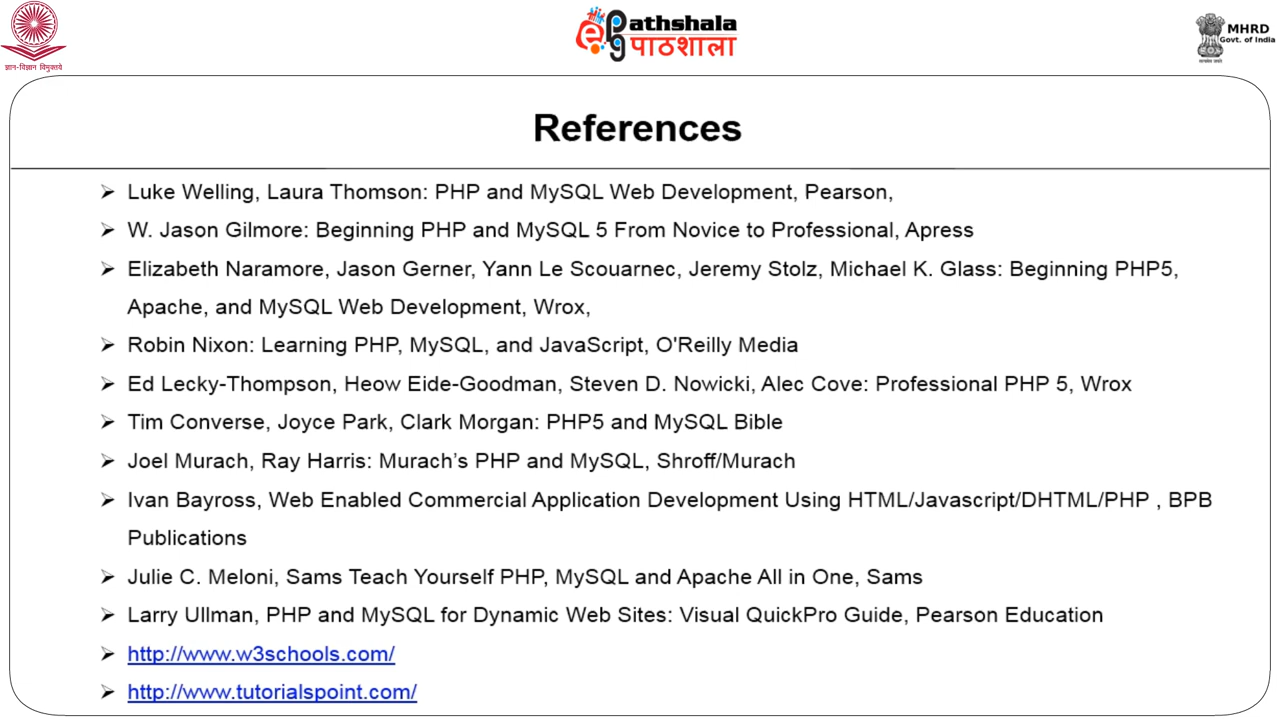 ज्ञान-विज्ञान विमुक्तये
ePathshala
पाठशाला
MHRD
Govt. of India
References
➢ Luke Welling, Laura Thomson: PHP and MySQL Web Development, Pearson,
➢ W. Jason Gilmore: Beginning PHP and MySQL 5 From Novice to Professional, Apress
➢ Elizabeth Naramore, Jason Gerner, Yann Le Scouarnec, Jeremy Stolz, Michael K. Glass: Beginning PHP5,
Apache, and MySQL Web Development, Wrox,
➢ Robin Nixon: Learning PHP, MySQL, and JavaScript, O'Reilly Media
➢ Ed Lecky-Thompson, Heow Eide-Goodman, Steven D. Nowicki, Alec Cove: Professional PHP 5, Wrox
➢ Tim Converse, Joyce Park, Clark Morgan: PHP5 and MySQL Bible
➢ Joel Murach, Ray Harris: Murach’s PHP and MySQL, Shroff/Murach
➢ Ivan Bayross, Web Enabled Commercial Application Development Using HTML/Javascript/DHTML/PHP , BPB
Publications
➢ Julie C. Meloni, Sams Teach Yourself PHP, MySQL and Apache All in One, Sams
➢ Larry Ullman, PHP and MySQL for Dynamic Web Sites: Visual QuickPro Guide, Pearson Education
➢ http://www.w3schools.com/
➢ http://www.tutorialspoint.com/